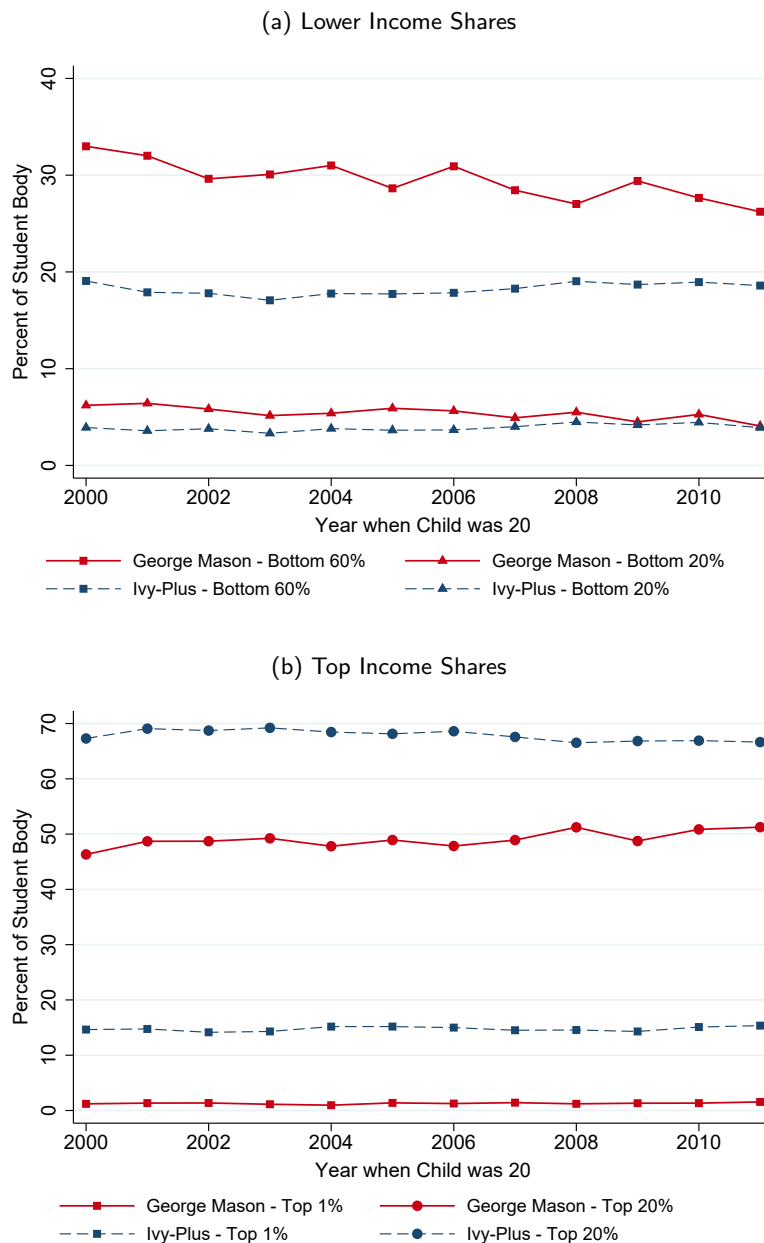 (a) Lower Income Shares
Percent of Student Body
40
30
20
10
0
2000 2002 2004 2006 2008 2010
Year when Child was 20
George Mason - Bottom 60% George Mason - Bottom 20%
Ivy-Plus - Bottom 60% Ivy-Plus - Bottom 20%
(b) Top Income Shares
Percent of Student Body
70
60
50
40
30
20
10
0
2000 2002 2004 2006 2008 2010
Year when Child was 20
George Mason - Top 1% George Mason - Top 20%
Ivy-Plus - Top 1% Ivy-Plus - Top 20%